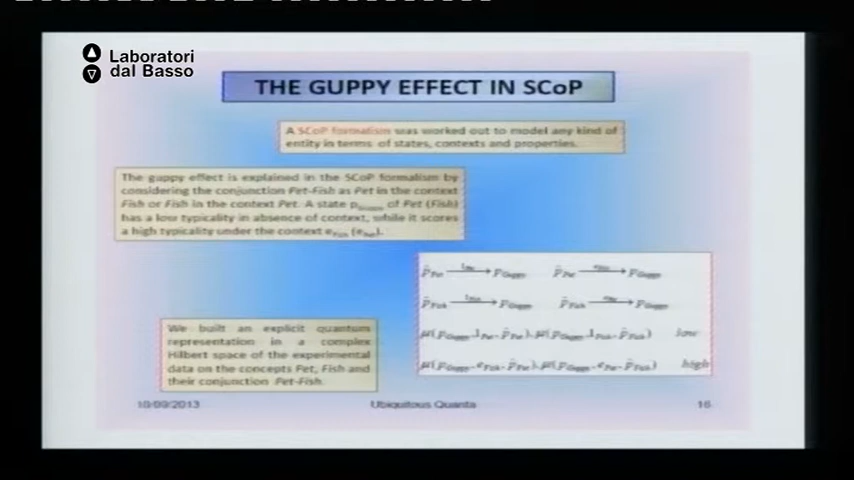 Laboratori
dal Basso
THE GUPPY EFFECT IN SCoP
A SCoP formalism was worked out to model any kind of
entity in terms of states, contexts and properties.
The guppy effect is explained in the SCoP formalism by
considering the conjunction Pet-Fish as Pet in the context
Fish or Fish in the context Pet. A state p of Pet (Fish)
has a low typicality in absence of context, while it scores
a high typicality under the context e
low
high
We built an explicit quantum
representation in a complex
Hilbert space of the experimental
data on the concepts Pet, Fish and
their conjunction Pet-Fish.
10/09/2013
Ubiquitous Quanta
16